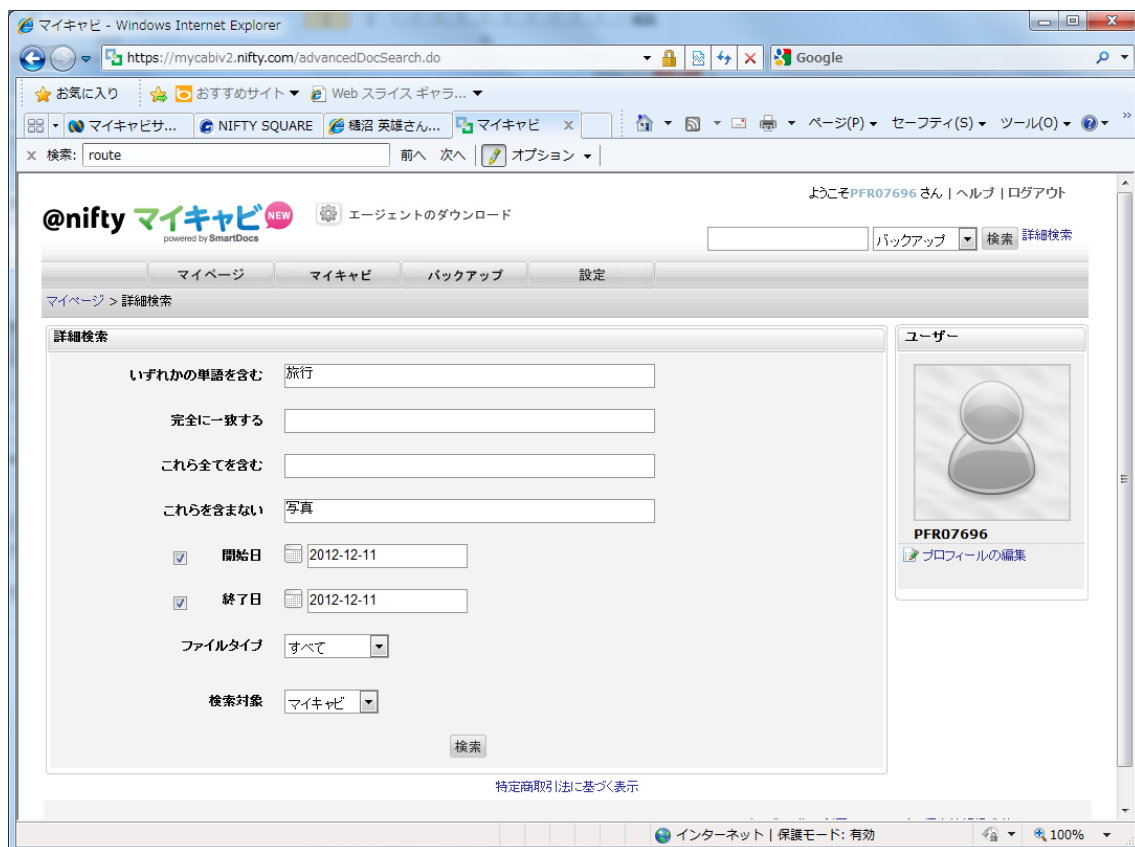 マイキャビ - Windows Internet Explorer
https://mycabiv2.nifty.com/advancedDocSearch.do
Google
お気に入り おすすめサイト ▼ Web スライス ギャラ... ▼
マイキャビサ... NIFTY SQUARE 樋沼 英雄さん... マイキャビ x ページ(P) セーフティ(S) ツール(O) »
x 検索: route 前へ 次へ オプション
ようこそPFR07696 さん | ヘルプ | ログアウト
@nifty マイキャビ NEW エージェントのダウンロード
powered by SmartDocs
バックアップ 検索 詳細検索
マイページ マイキャビ バックアップ 設定
マイページ > 詳細検索
詳細検索
いずれかの単語を含む 旅行
完全に一致する
これら全てを含む
これらを含まない 写真
開始日 2012-12-11
終了日 2012-12-11
ファイルタイプ すべて
検索対象 マイキャビ
検索
ユーザー
PFR07696
プロフィールの編集
特定商取引法に基づく表示
インターネット | 保護モード: 有効 100%